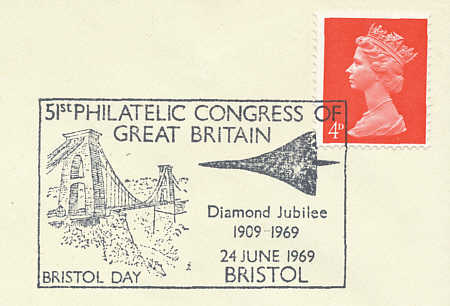 51ST PHILATELIC CONGRESS OF
GREAT BRITAIN
4D
Diamond Jubilee
1909-1969
24 JUNE 1969
BRISTOL DAY
BRISTOL